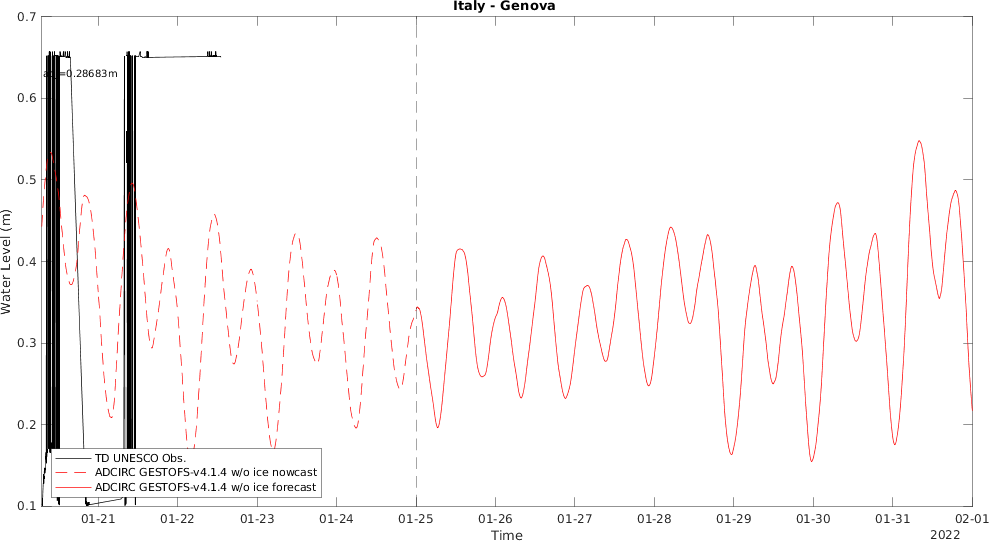 Italy - Genova
0.7
0.6
0.5
0.4
0.3
0.2
0.1
Water Level (m)
=0.28683m
TD UNESCO Obs.
ADCIRC GESTOFS-v4.1.4 w/o ice nowcast
ADCIRC GESTOFS-v4.1.4 w/o ice forecast
01-21 01-22 01-23 01-24 01-25 01-26 01-27 01-28 01-29 01-30 01-31 02-01
Time
2022